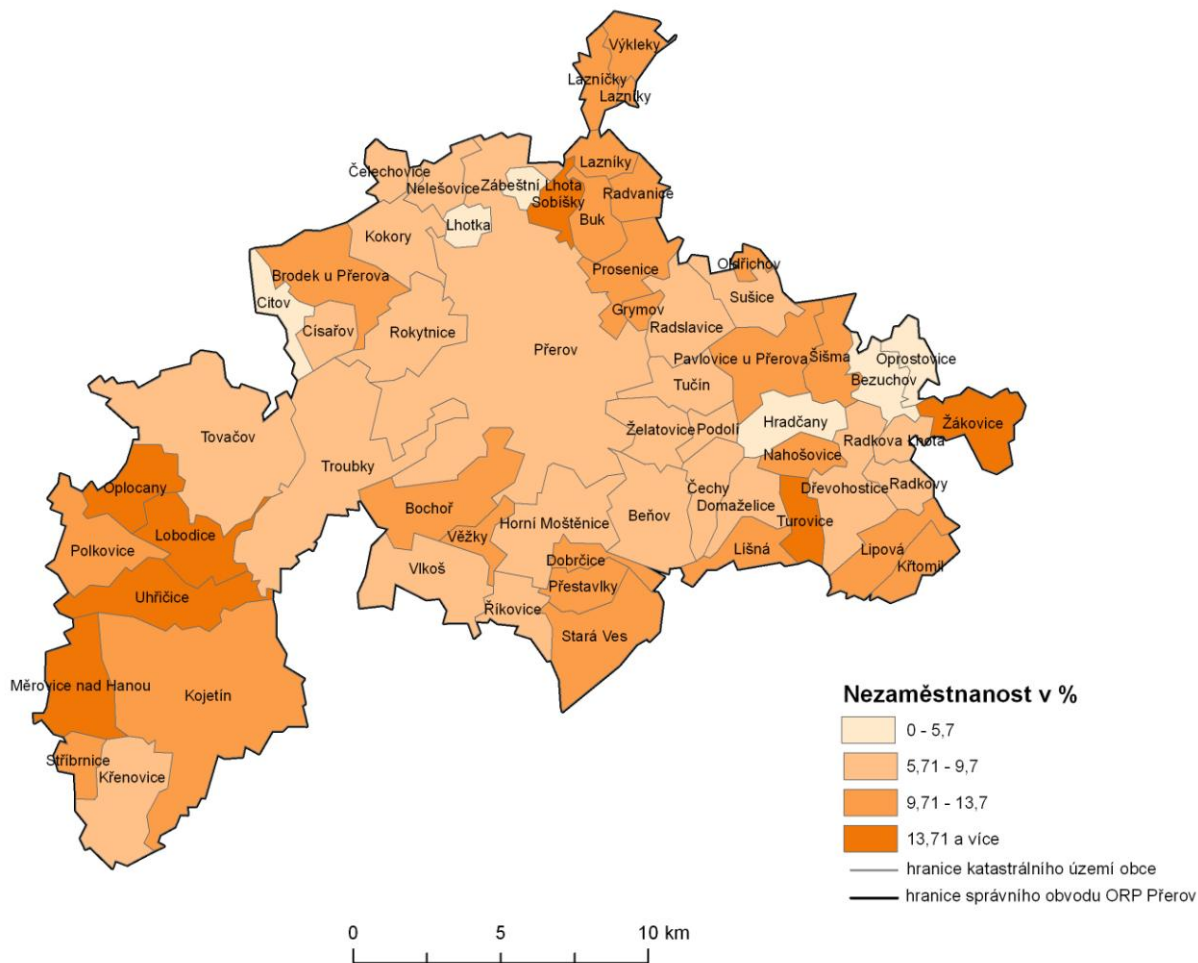 Výkleky
Lazníčky
Lazníky
Lazníky
Čelechovice
Nelešovice
Zábeštní Lhota
Radvanice
Sobíšky
Buk
Lhotka
Kokory
Prosenice
Oldřichov
Brodek u Přerova
Sušice
Citov
Grymov
Císařov
Rokytnice
Radslavice
Přerov
Pavlovice u Přerova
Šišma
Oprostovice
Bezuchov
Tučín
Tovačov
Hradčany
Žákovice
Želatovice
Podolí
Radkova Lhota
Troubky
Nahošovice
Oplocany
Čechy
Dřevohostice
Radkovy
Domaželice
Bochoř
Horní Moštěnice
Beňov
Turovice
Lobodice
Věžky
Polkovice
Lišná
Lipová
Dobrčice
Vlkoš
Křtomil
Přestavlky
Uhřičice
Říkovice
Stará Ves
Měrovice nad Hanou
Kojetín
Stříbrnice
Křenovice
Nezaměstnanost v %
0 - 5,7
5,71 - 9,7
9,71 - 13,7
13,71 a více
hranice katastrálního území obce
hranice správního obvodu ORP Přerov
0 5 10 km